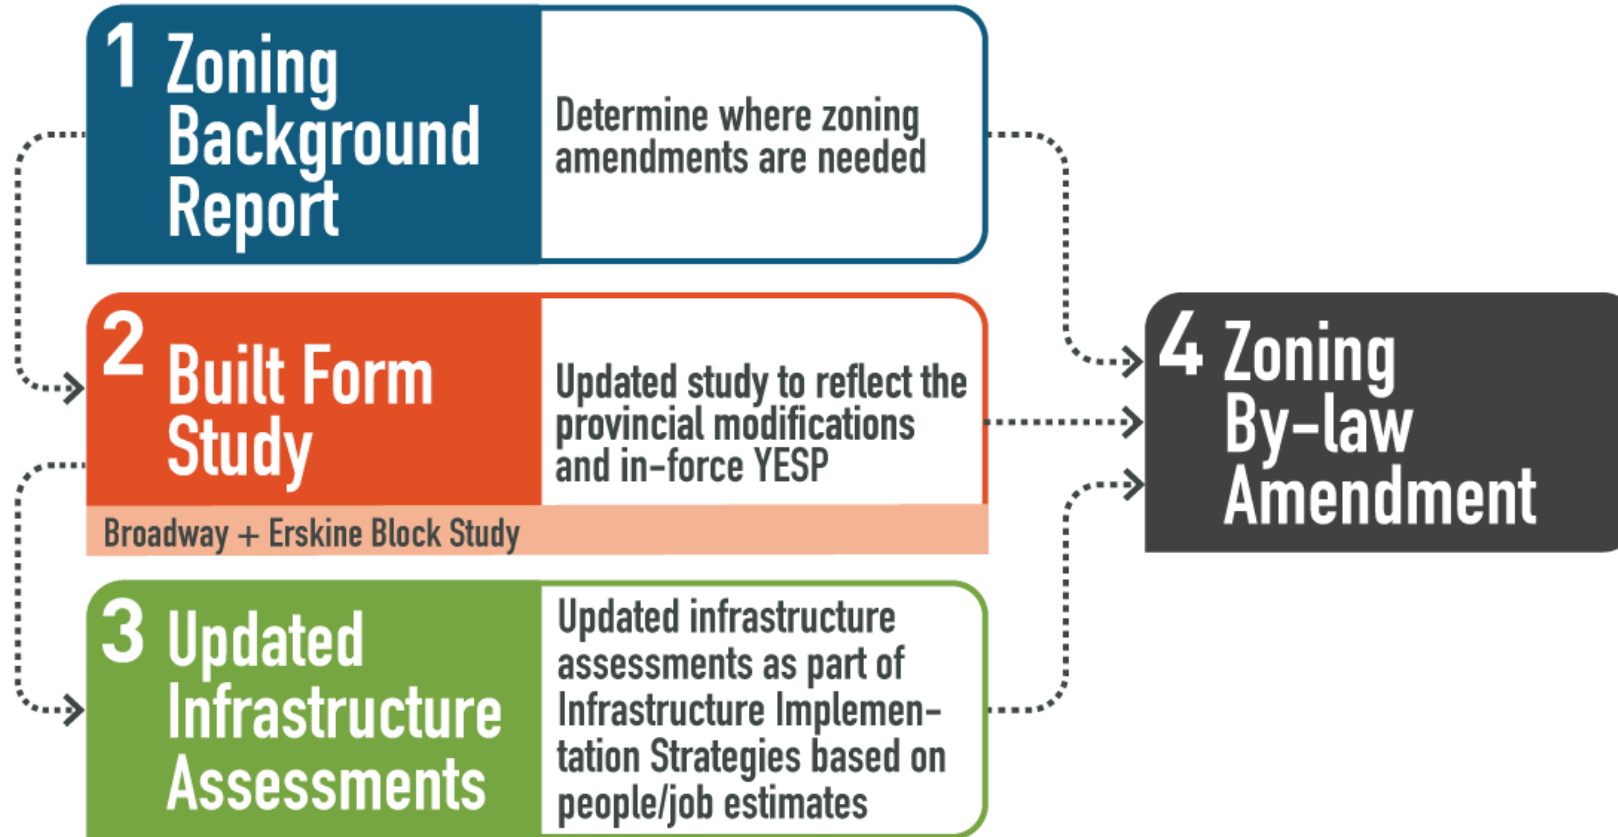 1 Zoning
Background
Report
Determine where zoning
amendments are needed
2 Built Form
Study
Updated study to reflect the
provincial modifications
and in-force YESP
Broadway + Erskine Block Study
3 Updated
Infrastructure
Assessments
Updated infrastructure
assessments as part of
Infrastructure Implemen-
tation Strategies based on
people/job estimates
4 Zoning
By-law
Amendment